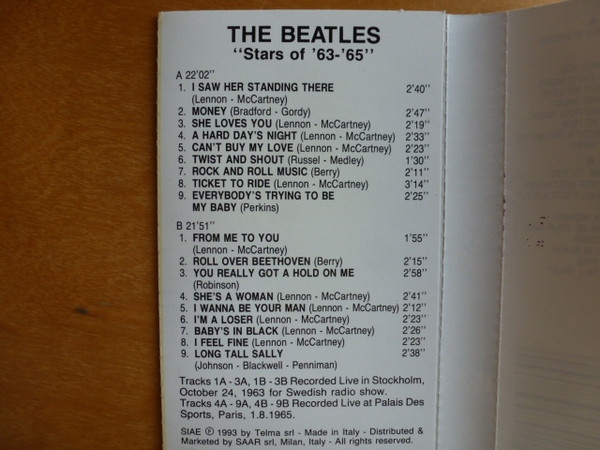 THE BEATLES
"Stars of '63-'65"
A 22'02"
1. I SAW HER STANDING THERE 2'40"
(Lennon - McCartney)
2. MONEY (Bradford - Gordy) 2'47"
3. SHE LOVES YOU (Lennon - McCartney) 2'19"
4. A HARD DAY'S NIGHT (Lennon - McCartney) 2'33"
5. CAN'T BUY MY LOVE (Lennon - McCartney) 2'23"
6. TWIST AND SHOUT (Russel - Medley) 1'30"
7. ROCK AND ROLL MUSIC (Berry) 2'11"
8. TICKET TO RIDE (Lennon - McCartney) 3'14"
9. EVERYBODY'S TRYING TO BE 2'25"
MY BABY (Perkins)
B 21'51"
1. FROM ME TO YOU 1'55"
(Lennon - McCartney)
2. ROLL OVER BEETHOVEN (Berry) 2'15"
3. YOU REALLY GOT A HOLD ON ME 2'58"
(Robinson)
4. SHE'S A WOMAN (Lennon - McCartney) 2'41"
5. I WANNA BE YOUR MAN (Lennon - McCartney) 2'12"
6. I'M A LOSER (Lennon - McCartney) 2'23"
7. BABY'S IN BLACK (Lennon - McCartney) 2'26"
8. I FEEL FINE (Lennon - McCartney) 2'23"
9. LONG TALL SALLY 2'38"
(Johnson - Blackwell - Penniman)
Tracks 1A - 3A, 1B - 3B Recorded Live in Stockholm,
October 24, 1963 for Swedish radio show.
Tracks 4A - 9A, 4B - 9B Recorded Live at Palais Des
Sports, Paris, 1.8.1965.
SIAE ℗ 1993 by Telma srl - Made in Italy - Distributed &
Marketed by SAAR srl, Milan, Italy - All rights reserved.